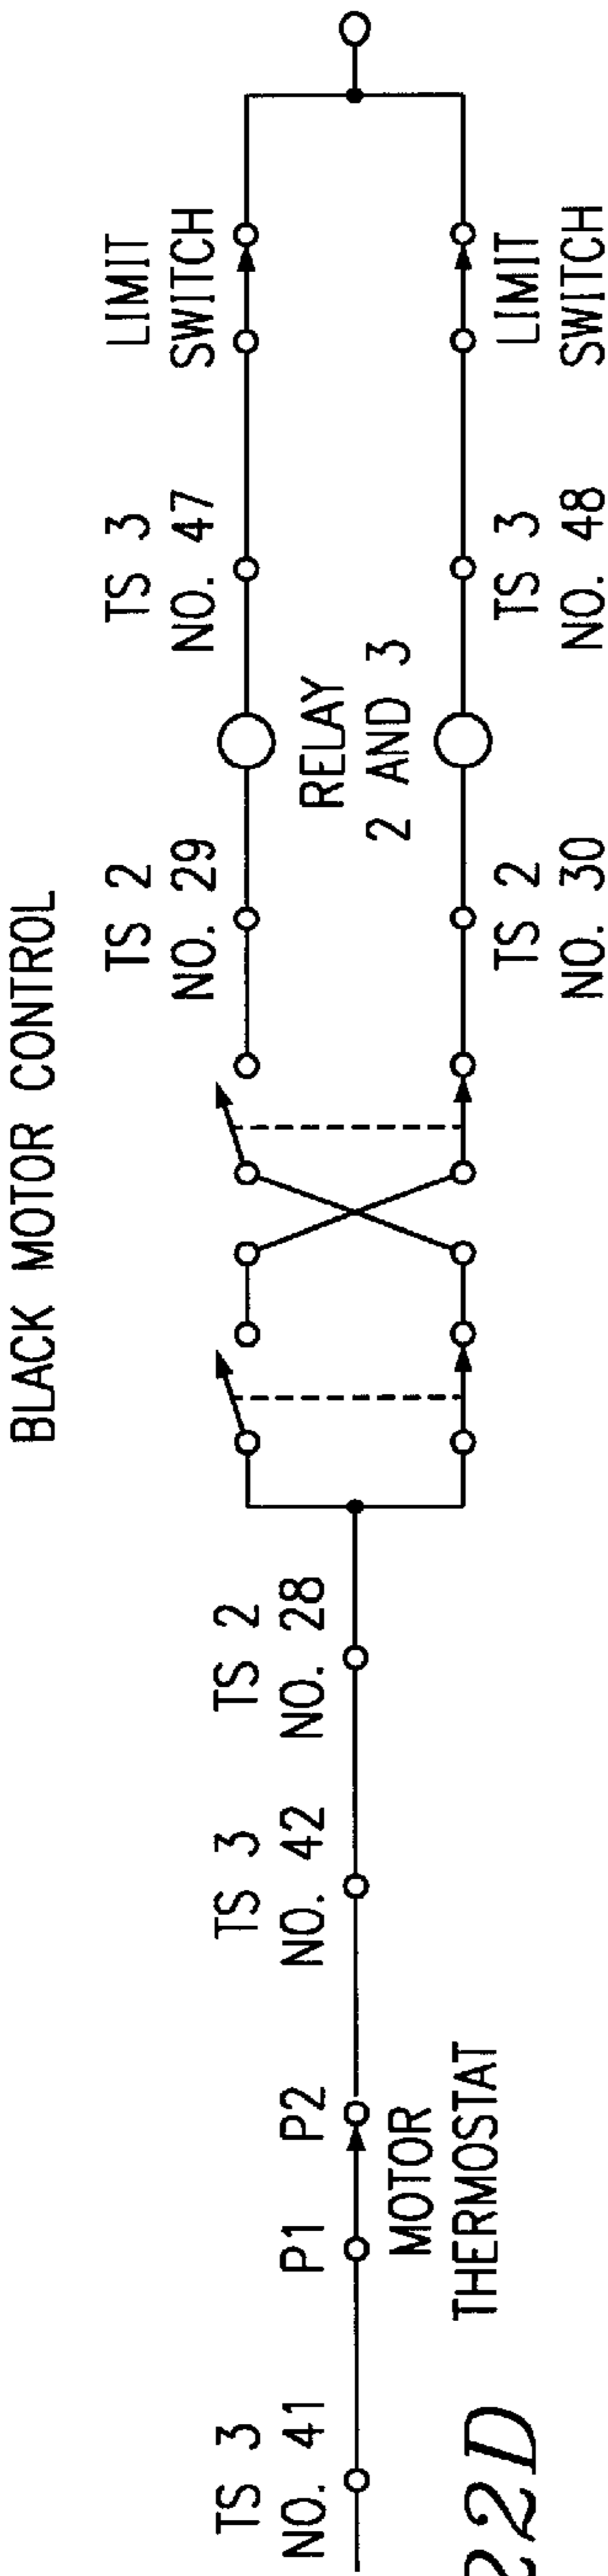 BLACK MOTOR CONTROL
TS 3
NO. 41
P1
P2
MOTOR
THERMOSTAT
TS 3
NO. 42
TS 2
NO. 28
TS 2
NO. 29
TS 2
NO. 30
RELAY
2 AND 3
TS 3
NO. 47
TS 3
NO. 48
LIMIT
SWITCH
LIMIT
SWITCH
22D